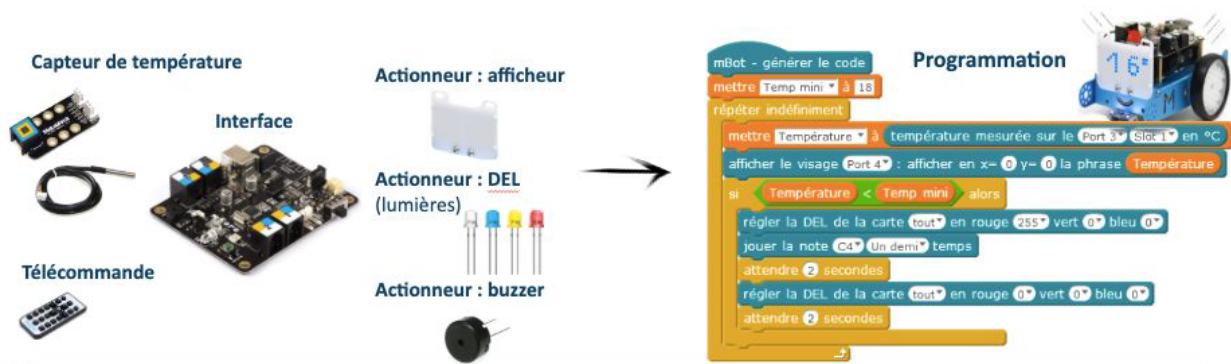 Capteur de température
Interface
Télécommande
Actionneur : afficheur
Actionneur : DEL
(lumières)
Actionneur : buzzer
Programmation
16
M
mBot - générer le code
mettre Temp mini à 18
répéter indéfiniment
mettre Température à température mesurée sur le Port 3 Slot 1 en °C
afficher le visage Port 4 : afficher en x= 0 y= 0 la phrase Température
si Température < Temp mini alors
régler la DEL de la carte tout en rouge 255 vert 0 bleu 0
jouer la note C4 Un demi temps
attendre 2 secondes
régler la DEL de la carte tout en rouge 0 vert 0 bleu 0
attendre 2 secondes